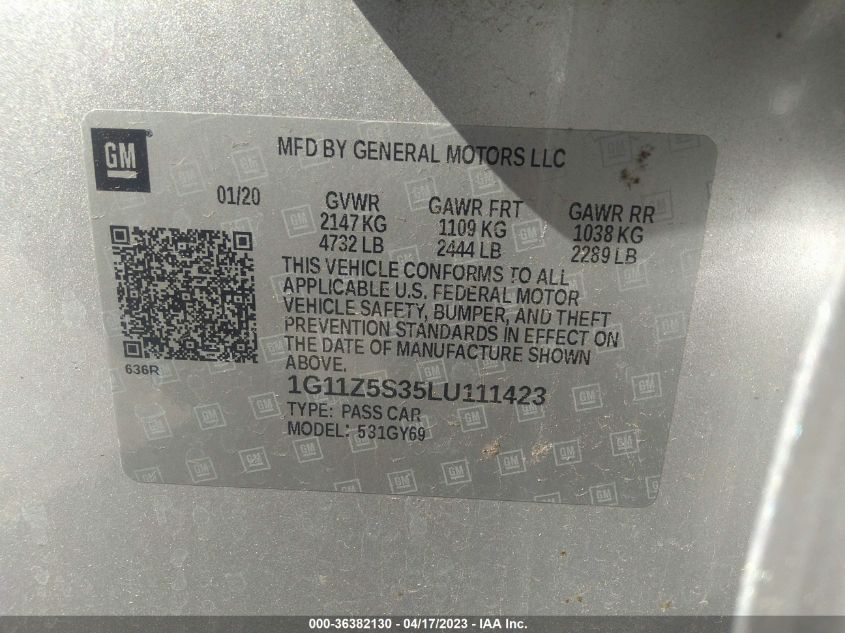 GM
MFD BY GENERAL MOTORS LLC
01/20
GVWR
2147 KG
4732 LB
GAWR FRT
1109 KG
2444 LB
GAWR RR
1038 KG
2289 LB
THIS VEHICLE CONFORMS TO ALL
APPLICABLE U.S. FEDERAL MOTOR
VEHICLE SAFETY, BUMPER, AND THEFT
PREVENTION STANDARDS IN EFFECT ON
THE DATE OF MANUFACTURE SHOWN
ABOVE.
636R
1G11Z5S35LU111423
TYPE: PASS CAR
MODEL: 531GY69
000-36382130 - 04/17/2023 - IAA Inc.